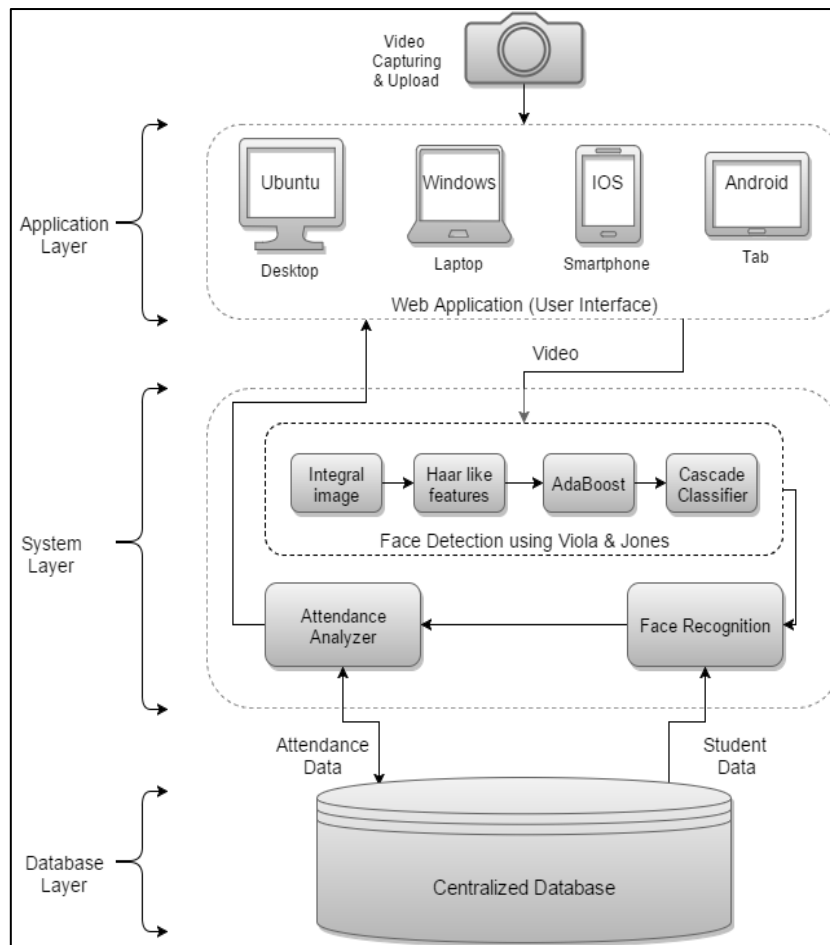 Video
Capturing
& Upload
Application
Layer
Ubuntu
Windows
IOS
Android
Desktop
Laptop
Smartphone
Tab
Web Application (User Interface)
Video
System
Layer
Integral
image
Haar like
features
AdaBoost
Cascade
Classifier
Face Detection using Viola & Jones
Attendance
Analyzer
Face Recognition
Attendance
Data
Student
Data
Database
Layer
Centralized Database